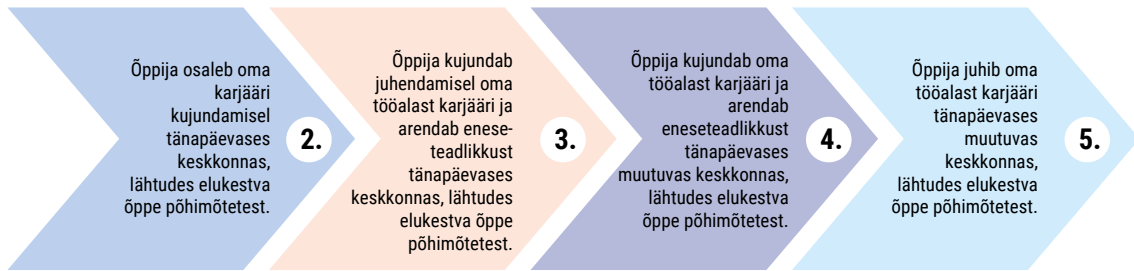 Õppija osaleb oma
karjääri
kujundamisel
tänapäevases
keskkonnas,
lähtudes elukestva
õppe põhimõtetest.
2.
Õppija kujundab
juhendamisel oma
tööalast karjääri ja
arendab enese-
teadlikkust
tänapäevases
keskkonnas, lähtudes
elukestva õppe
põhimõtetest.
3.
Õppija kujundab oma
tööalast karjääri ja
arendab
eneseteadlikkust
tänapäevases
muutuvas keskkonnas,
lähtudes elukestva
õppe põhimõtetest.
4.
Õppija juhib oma
tööalast karjääri
tänapäevases
muutuvas
keskkonnas,
lähtudes elukestva
õppe põhimõtetest.
5.